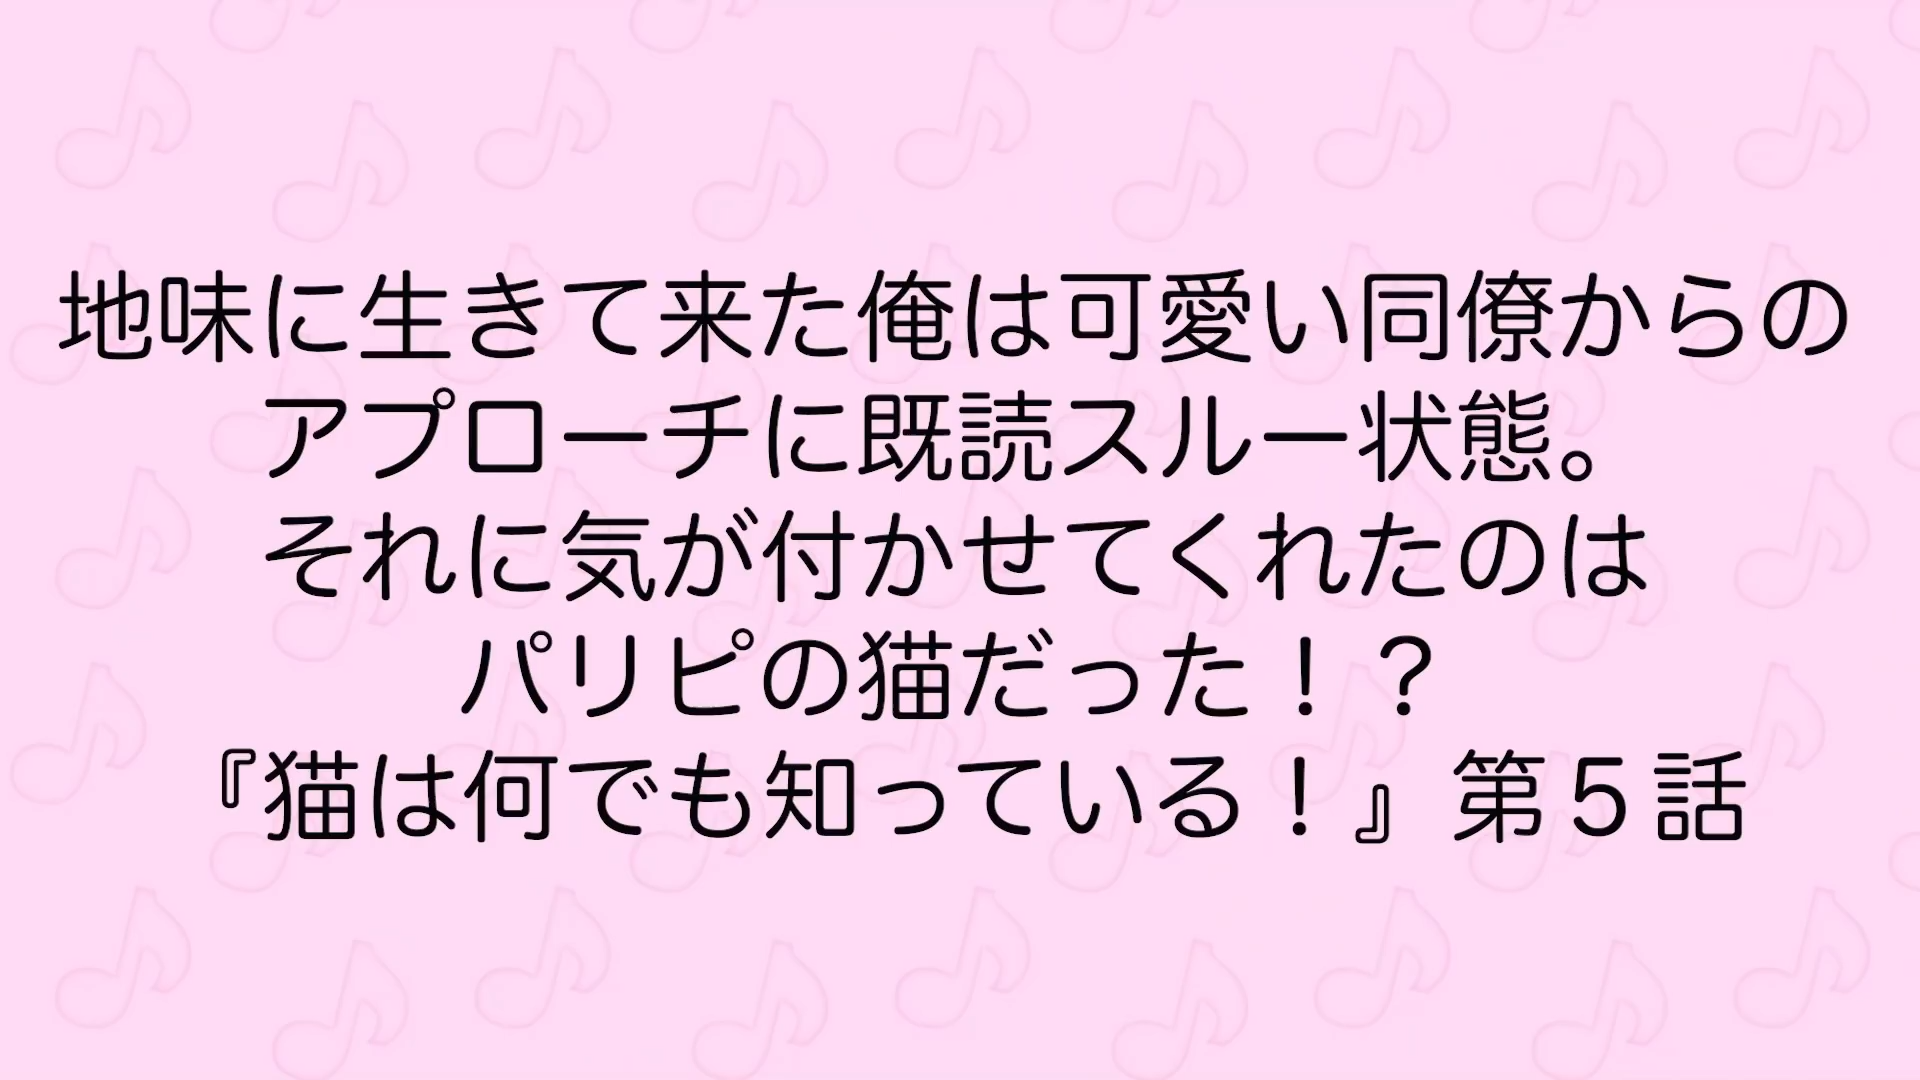 地味に生きて来た俺は可愛い同僚からの
アプローチに既読スルー状態。
それに気が付かせてくれたのは
パリピの猫だった！？
『猫は何でも知っている！』第５話